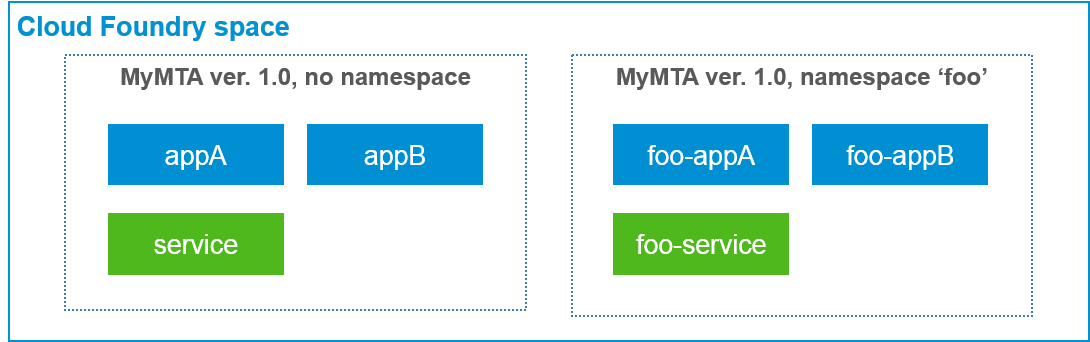 Cloud Foundry space
MyMTA ver. 1.0, no namespace
appA
appB
service
MyMTA ver. 1.0, namespace ‘foo’
foo-appA
foo-appB
foo-service